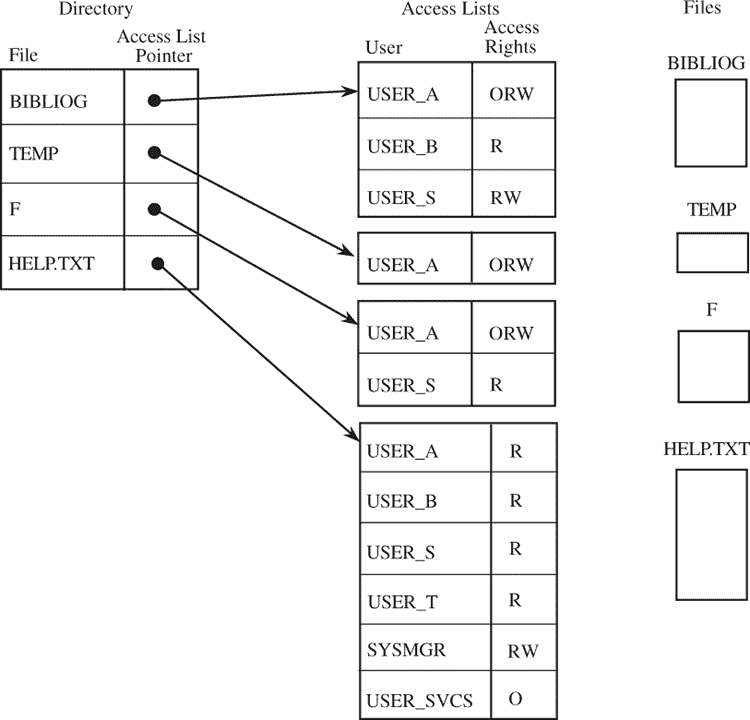 Directory
File
Access List
Pointer
BIBLIOG
TEMP
F
HELP.TXT
Access Lists
User
Access
Rights
USER_A ORW
USER_B R
USER_S RW
USER_A ORW
USER_A ORW
USER_S R
USER_A R
USER_B R
USER_S R
USER_T R
SYSMGR RW
USER_SVCS O
Files
BIBLIOG
TEMP
F
HELP.TXT